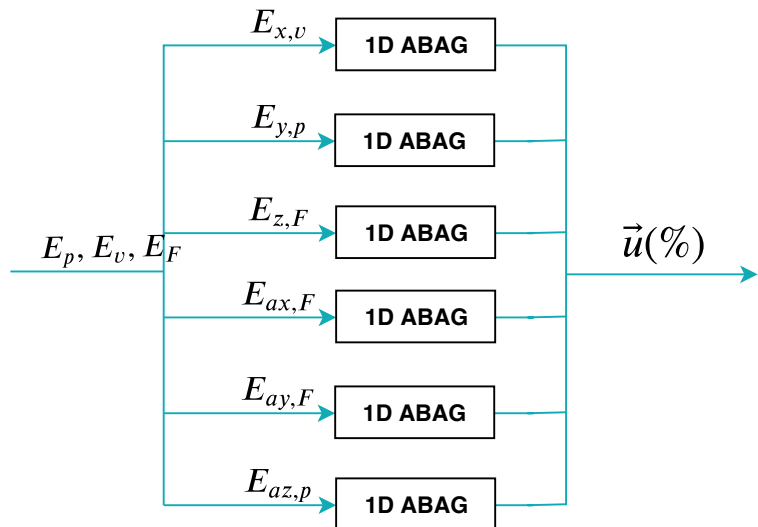 E_{x,v} 1D ABAG
E_{y,p} 1D ABAG
E_{z,F} 1D ABAG
E_p, E_v, E_F
\vec{u}(%)
E_{ax,F} 1D ABAG
E_{ay,F} 1D ABAG
E_{az,p} 1D ABAG